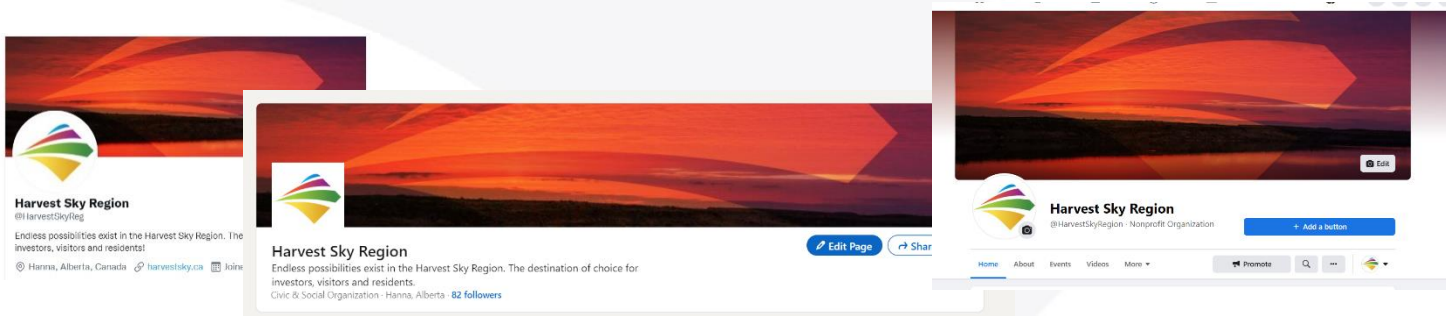 Harvest Sky Region
@HarvestSkyReg
Endless possibilities exist in the Harvest Sky Region. The
investors, visitors and residents!
Hanna, Alberta, Canada harvestsky.ca Joine
Harvest Sky Region
Endless possibilities exist in the Harvest Sky Region. The destination of choice for
investors, visitors and residents.
Civic & Social Organization · Hanna, Alberta · 82 followers
Edit Page
Shar
Edit
Harvest Sky Region
@HarvestSkyRegion · Nonprofit Organization
+ Add a button
Home About Events Videos More
Promote